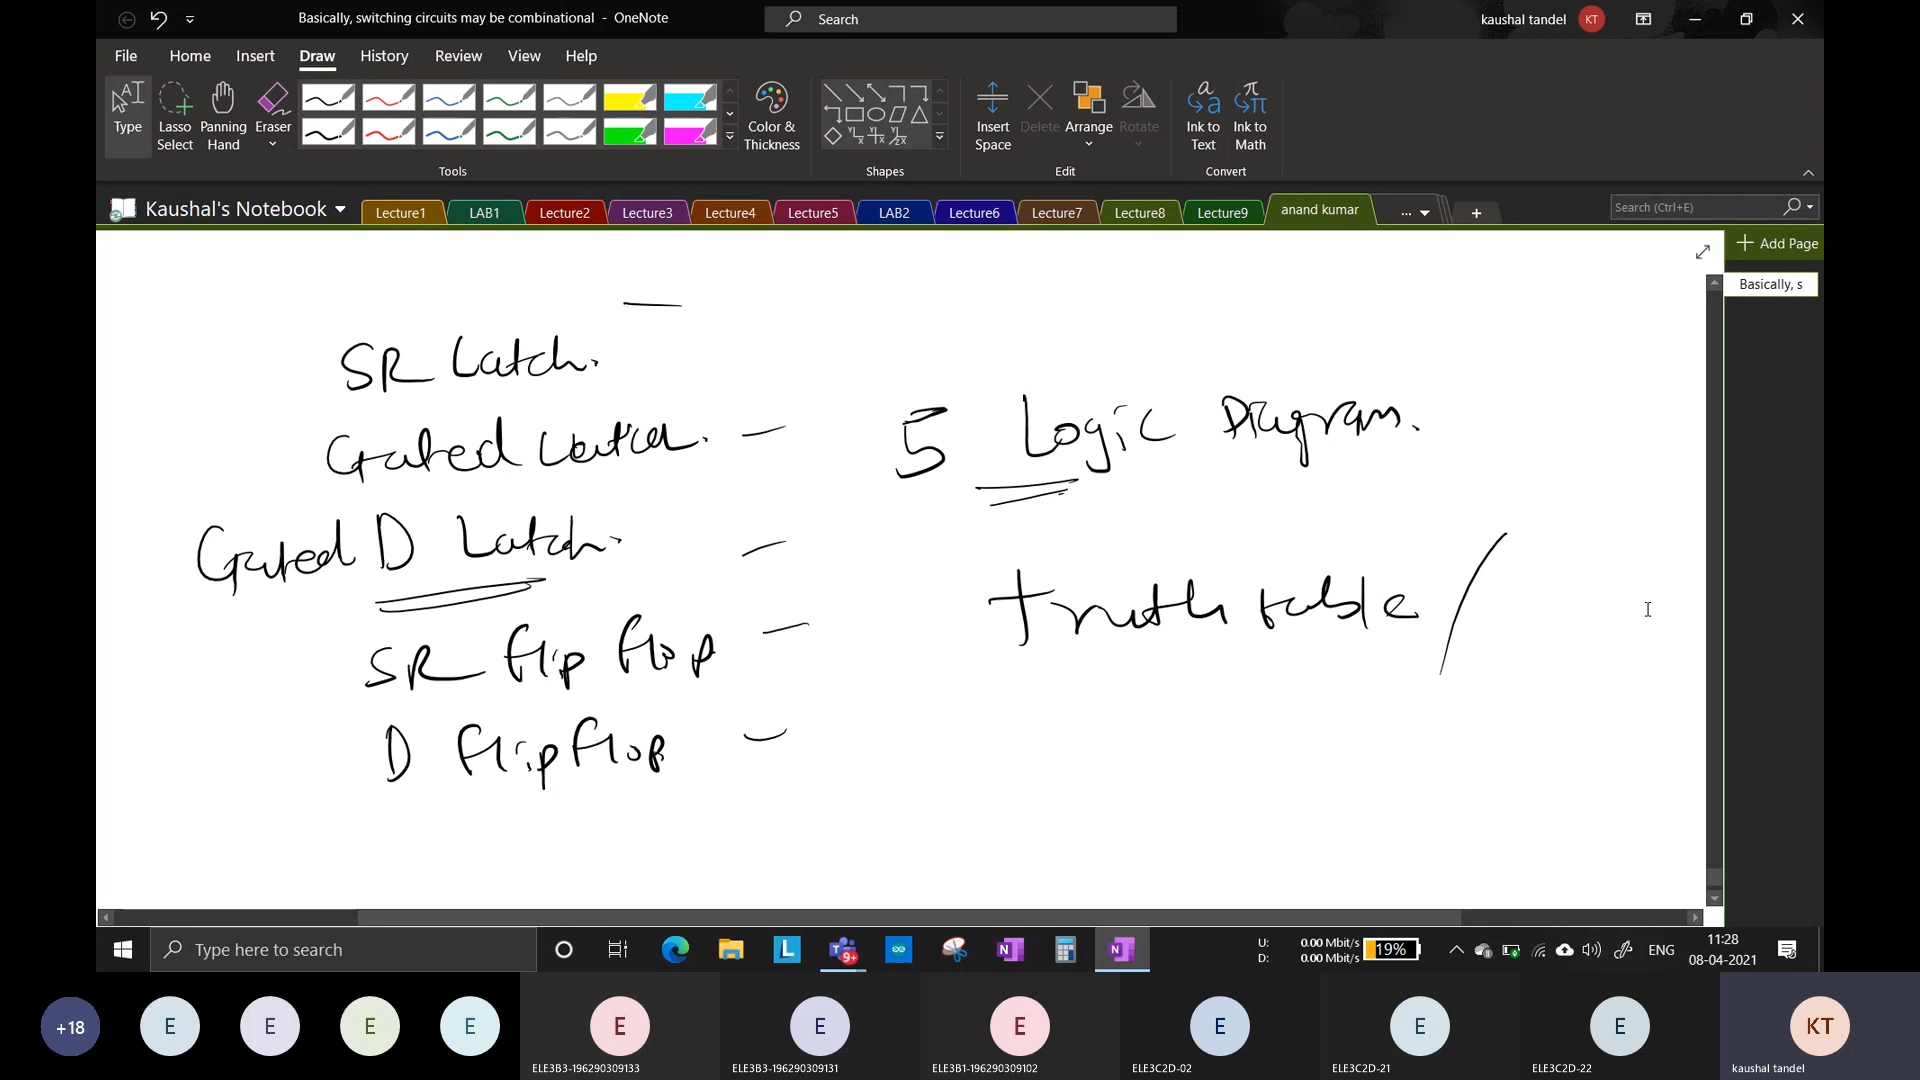 Basically, switching circuits may be combinational - OneNote
Search
kaushal tandel
KT
File Home Insert Draw History Review View Help
Type
Lasso Select
Panning Hand
Eraser
Color & Thickness
Insert Space
Delete
Arrange
Rotate
Ink to Text
Ink to Math
Tools
Shapes
Edit
Convert
Kaushal's Notebook
Lecture1 LAB1 Lecture2 Lecture3 Lecture4 Lecture5 LAB2 Lecture6 Lecture7 Lecture8 Lecture9 anand kumar ... +
Search (Ctrl+E)
Add Page
Basically, s
SR Latch.
Gated Latch. -
Gated D Latch. -
SR flip flop -
D flipflop -
5 Logic Diagram.
truth table /
Type here to search
U: 0.00 Mbit/s
D: 0.00 Mbit/s
19%
ENG
11:28
08-04-2021
9+
+18
E E E E E E E E E E KT
ELE3B3-196290309133
ELE3B3-196290309131
ELE3B1-196290309102
ELE3C2D-02
ELE3C2D-21
ELE3C2D-22
kaushal tandel